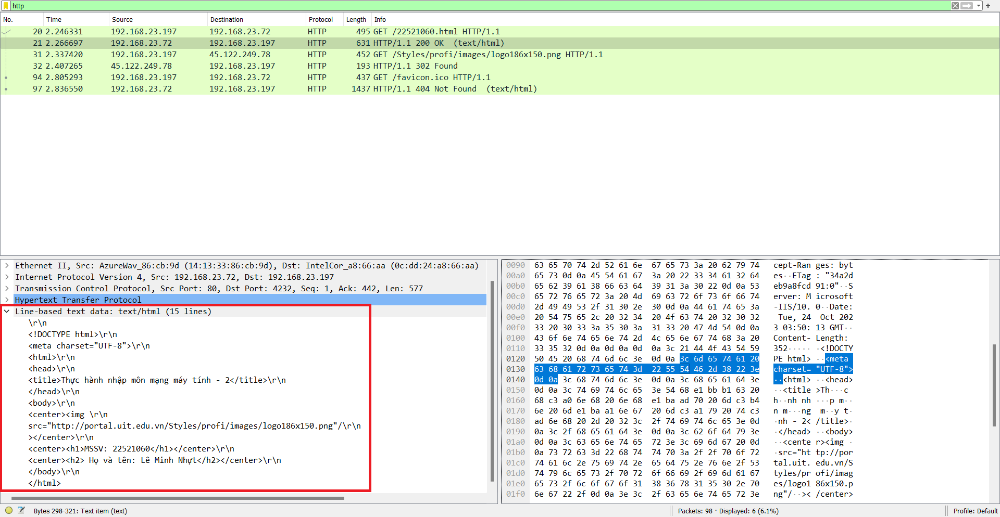 http
No. Time Source Destination Protocol Length Info
20 2.246331 192.168.23.197 192.168.23.72 HTTP 495 GET /22521060.html HTTP/1.1
21 2.266697 192.168.23.72 192.168.23.197 HTTP 631 HTTP/1.1 200 OK  (text/html)
31 2.337420 192.168.23.197 45.122.249.78 HTTP 452 GET /Styles/profi/images/logo186x150.png HTTP/1.1
32 2.407265 45.122.249.78 192.168.23.197 HTTP 193 HTTP/1.1 302 Found
94 2.805293 192.168.23.197 192.168.23.72 HTTP 437 GET /favicon.ico HTTP/1.1
97 2.836550 192.168.23.72 192.168.23.197 HTTP 1437 HTTP/1.1 404 Not Found  (text/html)
Ethernet II, Src: AzureWav_86:cb:9d (14:13:33:86:cb:9d), Dst: IntelCor_a8:66:aa (0c:dd:24:a8:66:aa)
Internet Protocol Version 4, Src: 192.168.23.72, Dst: 192.168.23.197
Transmission Control Protocol, Src Port: 80, Dst Port: 4232, Seq: 1, Ack: 442, Len: 577
Hypertext Transfer Protocol
Line-based text data: text/html (15 lines)
\r\n
<!DOCTYPE html>\r\n
<meta charset="UTF-8">\r\n
<html>\r\n
<head>\r\n
<title>Thực hành nhập môn mạng máy tính - 2</title>\r\n
</head>\r\n
<body>\r\n
<center><img \r\n
src="http://portal.uit.edu.vn/Styles/profi/images/logo186x150.png"/\r\n
></center>\r\n
<center><h1>MSSV: 22521060</h1></center>\r\n
<center><h2> Họ và tên: Lê Minh Nhựt</h2></center>\r\n
</body>\r\n
</html>
0090 63 65 70 74 2d 52 61 6e 67 65 73 3a 20 62 79 74 cept-Ran ges: byt
00a0 65 73 0d 0a 45 54 61 67 3a 20 22 33 34 61 32 64 es··ETag : "34a2d
00b0 65 62 39 61 38 66 63 64 39 31 3a 30 22 0d 0a 53 eb9a8fcd 91:0"··S
00c0 65 72 76 65 72 3a 20 4d 69 63 72 6f 73 6f 66 74 erver: M icrosoft
00d0 2d 49 49 53 2f 31 30 2e 30 0d 0a 44 61 74 65 3a -IIS/10. 0··Date:
00e0 20 54 75 65 2c 20 32 34 20 4f 63 74 20 32 30 32 Tue, 24 Oct 202
00f0 33 20 30 33 3a 35 30 3a 31 33 20 47 4d 54 0d 0a 3 03:50: 13 GMT··
0100 43 6f 6e 74 65 6e 74 2d 4c 65 6e 67 74 68 3a 20 Content- Length:
0110 33 35 32 0d 0a 0d 0a 0d 0a 3c 21 44 4f 43 54 59 352····· ·<!DOCTY
0120 50 45 20 68 74 6d 6c 3e 0d 0a 3c 6d 65 74 61 20 PE html> ··<meta
0130 63 68 61 72 73 65 74 3d 22 55 54 46 2d 38 22 3e charset= "UTF-8">
0140 0d 0a 3c 68 74 6d 6c 3e 0d 0a 3c 68 65 61 64 3e ··<html> ··<head>
0150 0d 0a 3c 74 69 74 6c 65 3e 54 68 e1 bb b1 63 20 ··<title >Th···c
0160 68 c3 a0 6e 68 20 6e 68 e1 ba ad 70 20 6d c3 b4 h··nh nh ···p m··
0170 6e 20 6d e1 ba a1 6e 67 20 6d c3 a1 79 20 74 c3 n m···ng m··y t·
0180 ad 6e 68 20 2d 20 32 3c 2f 74 69 74 6c 65 3e 0d ·nh - 2< /title>·
0190 0a 3c 2f 68 65 61 64 3e 0d 0a 3c 62 6f 64 79 3e ·</head> ··<body>
01a0 0d 0a 3c 63 65 6e 74 65 72 3e 3c 69 6d 67 20 0d ··<cente r><img ·
01b0 0a 73 72 63 3d 22 68 74 74 70 3a 2f 2f 70 6f 72 ·src="ht tp://por
01c0 74 61 6c 2e 75 69 74 2e 65 64 75 2e 76 6e 2f 53 tal.uit. edu.vn/S
01d0 74 79 6c 65 73 2f 70 72 6f 66 69 2f 69 6d 61 67 tyles/pr ofi/imag
01e0 65 73 2f 6c 6f 67 6f 31 38 36 78 31 35 30 2e 70 es/logo1 86x150.p
01f0 6e 67 22 2f 0d 0a 3e 3c 2f 63 65 6e 74 65 72 3e ng"/··>< /center>
Bytes 298-321: Text item (text) Packets: 98 · Displayed: 6 (6.1%) Profile: Default